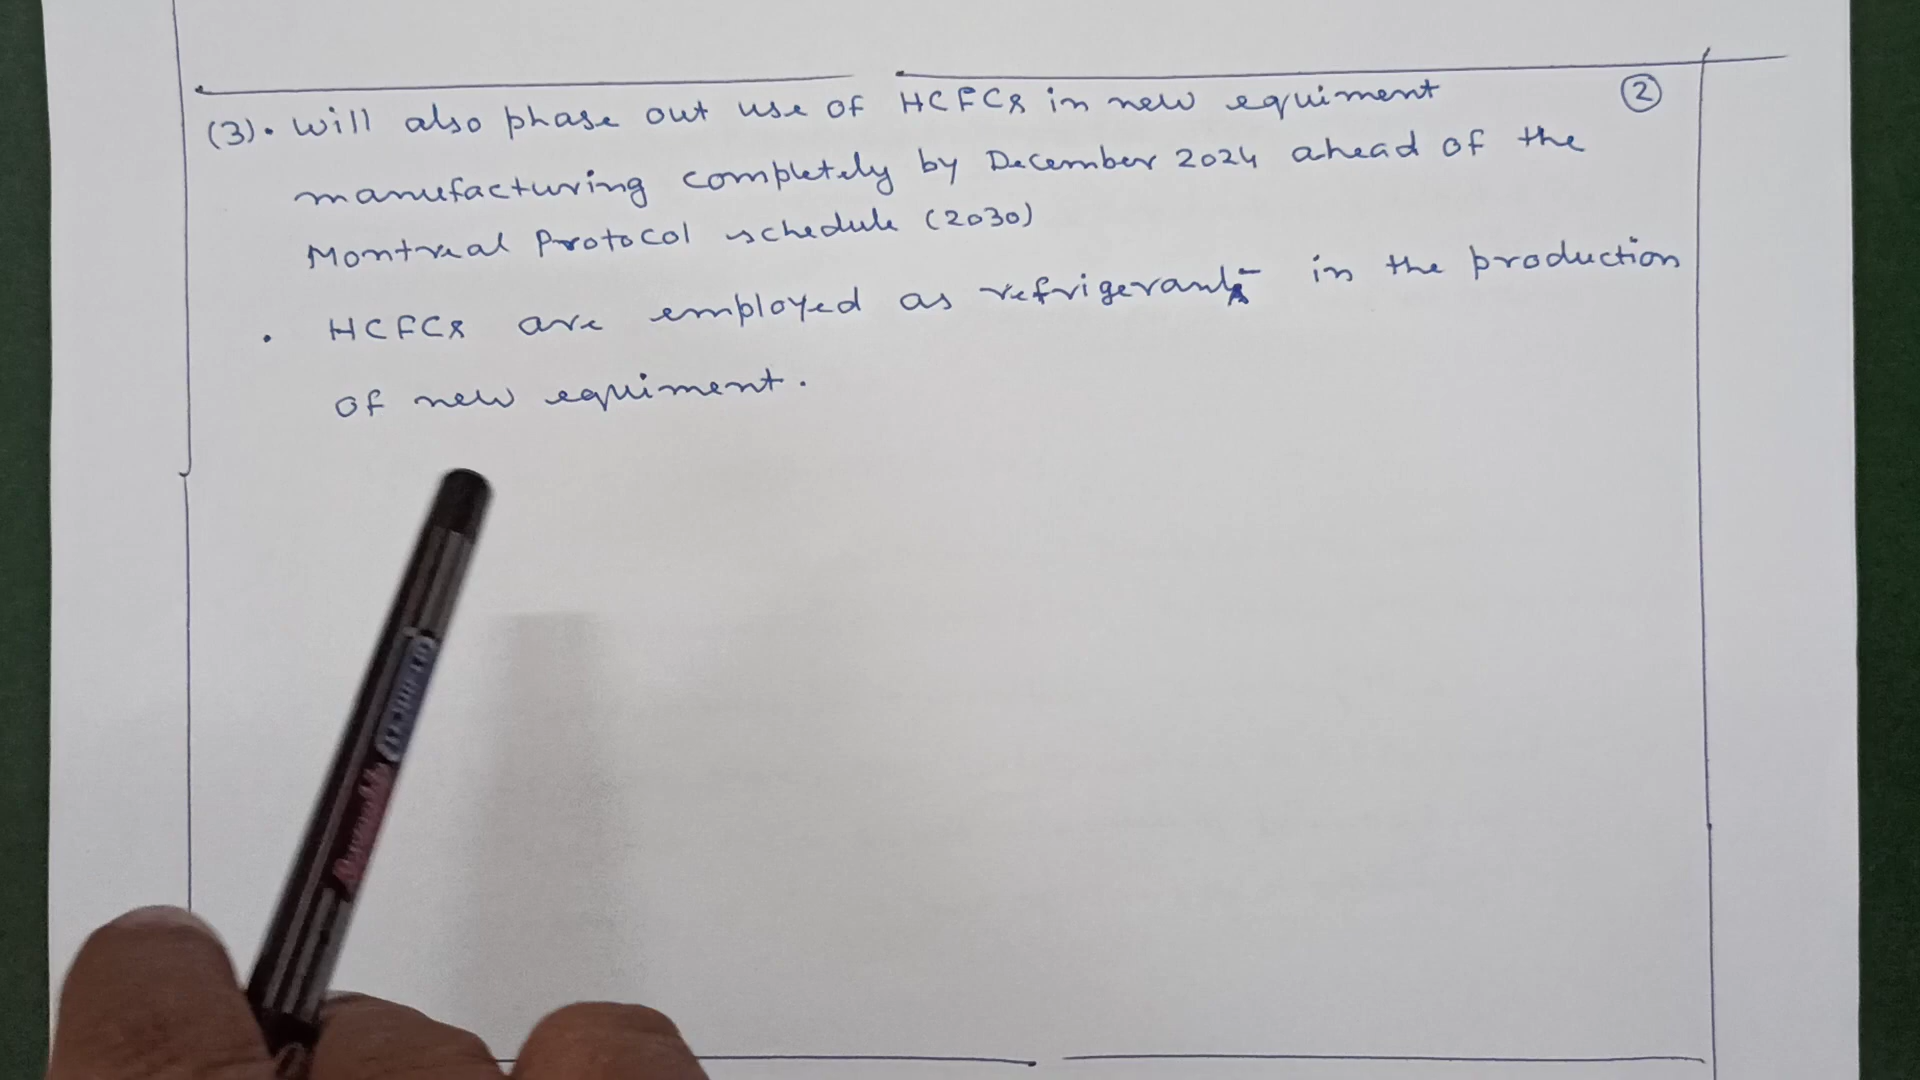 (3). Will also phase out use of HCFCs in new equiment ②
manufacturing completely by December 2024 ahead of the
Montreal Protocol schedule (2030)
. HCFCs are employed as refrigerants in the production
of new equiment.